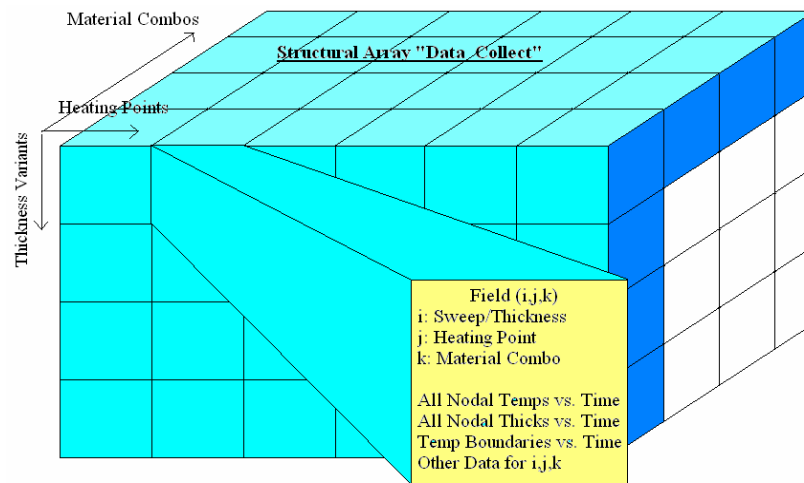 Material Combos
Structural Array "Data_Collect"
Heating Points
Thickness Variants
Field (i,j,k)
i: Sweep/Thickness
j: Heating Point
k: Material Combo
All Nodal Temps vs. Time
All Nodal Thicks vs. Time
Temp Boundaries vs. Time
Other Data for i,j,k